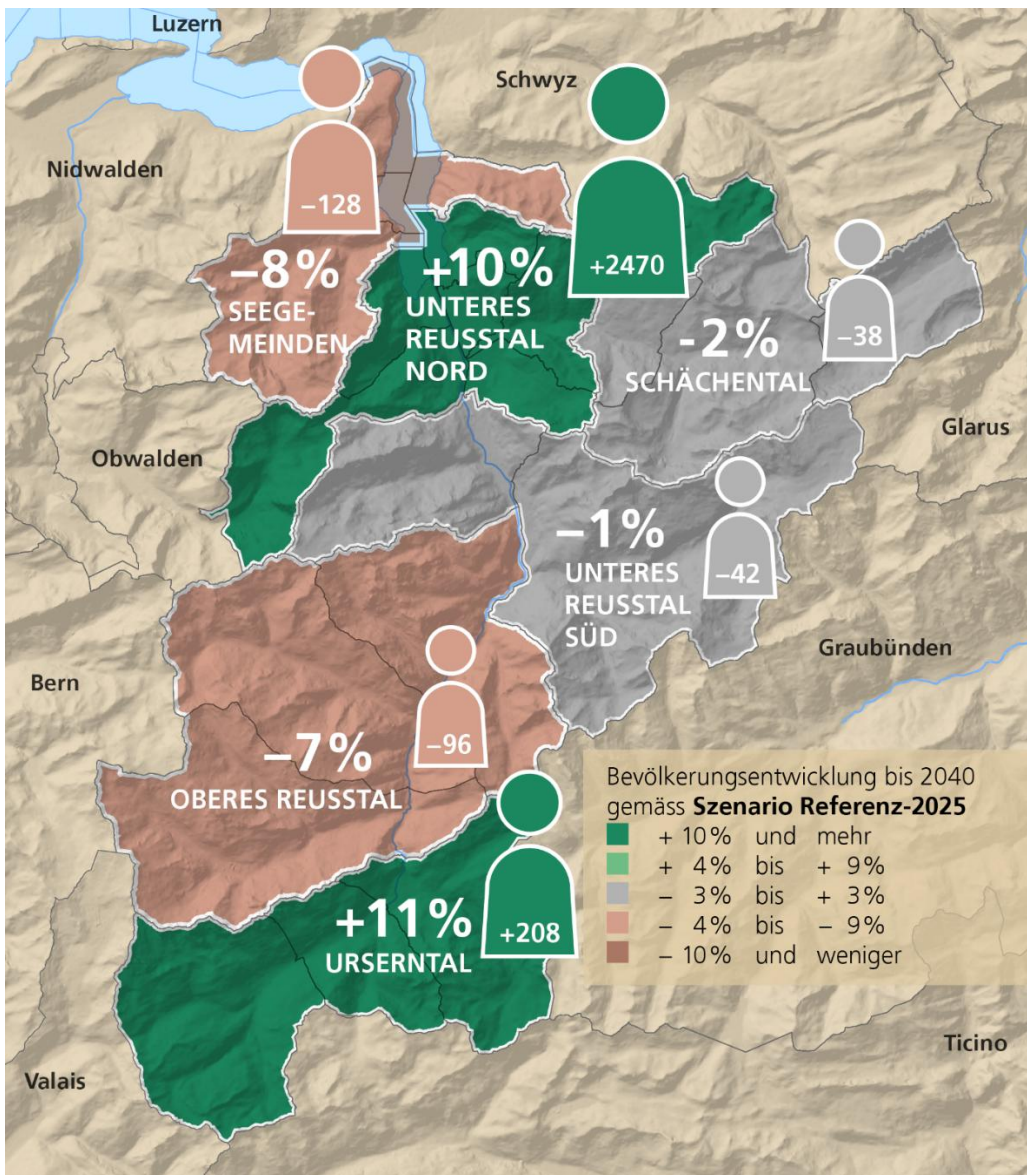 Luzern
Schwyz
Nidwalden
−128
+2470
−8%
SEEGE-
MEINDEN
+10%
UNTERES
REUSSTAL
NORD
-2%
SCHÄCHENTAL
−38
Glarus
Obwalden
−1%
UNTERES
REUSSTAL
SÜD
−42
Graubünden
Bern
−7%
OBERES REUSSTAL
−96
+11%
URSERNTAL
+208
Bevölkerungsentwicklung bis 2040
gemäss Szenario Referenz-2025
+ 10% und mehr
+ 4% bis + 9%
− 3% bis + 3%
− 4% bis − 9%
− 10% und weniger
Ticino
Valais